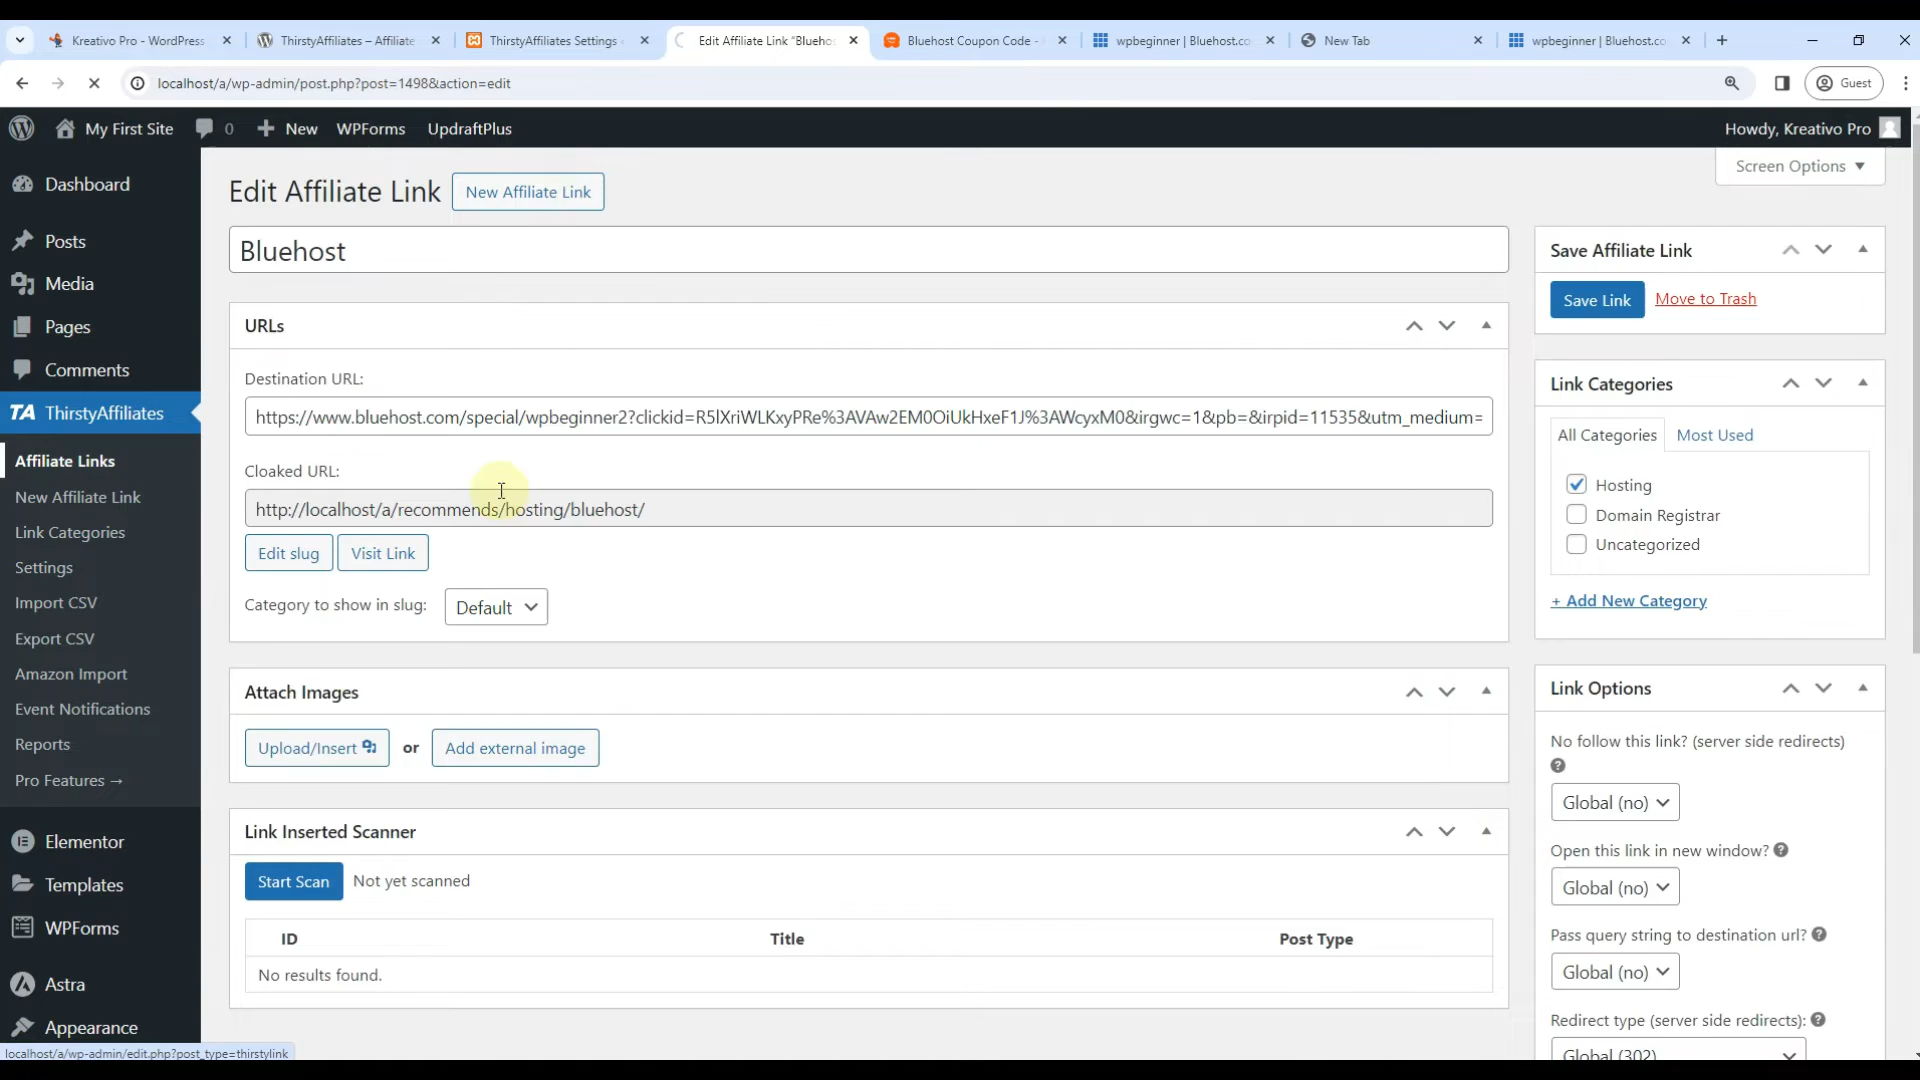 Kreativo Pro - WordPress
ThirstyAffiliates – Affiliate
ThirstyAffiliates Settings
Edit Affiliate Link "Blueho
Bluehost Coupon Code -
wpbeginner | Bluehost.co
New Tab
wpbeginner | Bluehost.co
localhost/a/wp-admin/post.php?post=1498&action=edit
Guest
My First Site
0
New
WPForms
UpdraftPlus
Howdy, Kreativo Pro
Screen Options
Dashboard
Posts
Media
Pages
Comments
TA ThirstyAffiliates
Affiliate Links
New Affiliate Link
Link Categories
Settings
Import CSV
Export CSV
Amazon Import
Event Notifications
Reports
Pro Features →
Elementor
Templates
WPForms
Astra
Appearance
localhost/a/wp-admin/edit.php?post_type=thirstylink
Edit Affiliate Link
New Affiliate Link
Bluehost
URLs
Destination URL:
https://www.bluehost.com/special/wpbeginner2?clickid=R5lXriWLKxyPRe%3AVAw2EM0OiUkHxeF1J%3AWcyxM0&irgwc=1&pb=&irpid=11535&utm_medium=
Cloaked URL:
http://localhost/a/recommends/hosting/bluehost/
Edit slug
Visit Link
Category to show in slug:
Default
Attach Images
Upload/Insert
or
Add external image
Link Inserted Scanner
Start Scan
Not yet scanned
ID
Title
Post Type
No results found.
Save Affiliate Link
Save Link
Move to Trash
Link Categories
All Categories
Most Used
Hosting
Domain Registrar
Uncategorized
+ Add New Category
Link Options
No follow this link? (server side redirects)
Global (no)
Open this link in new window?
Global (no)
Pass query string to destination url?
Global (no)
Redirect type (server side redirects):
Global (302)